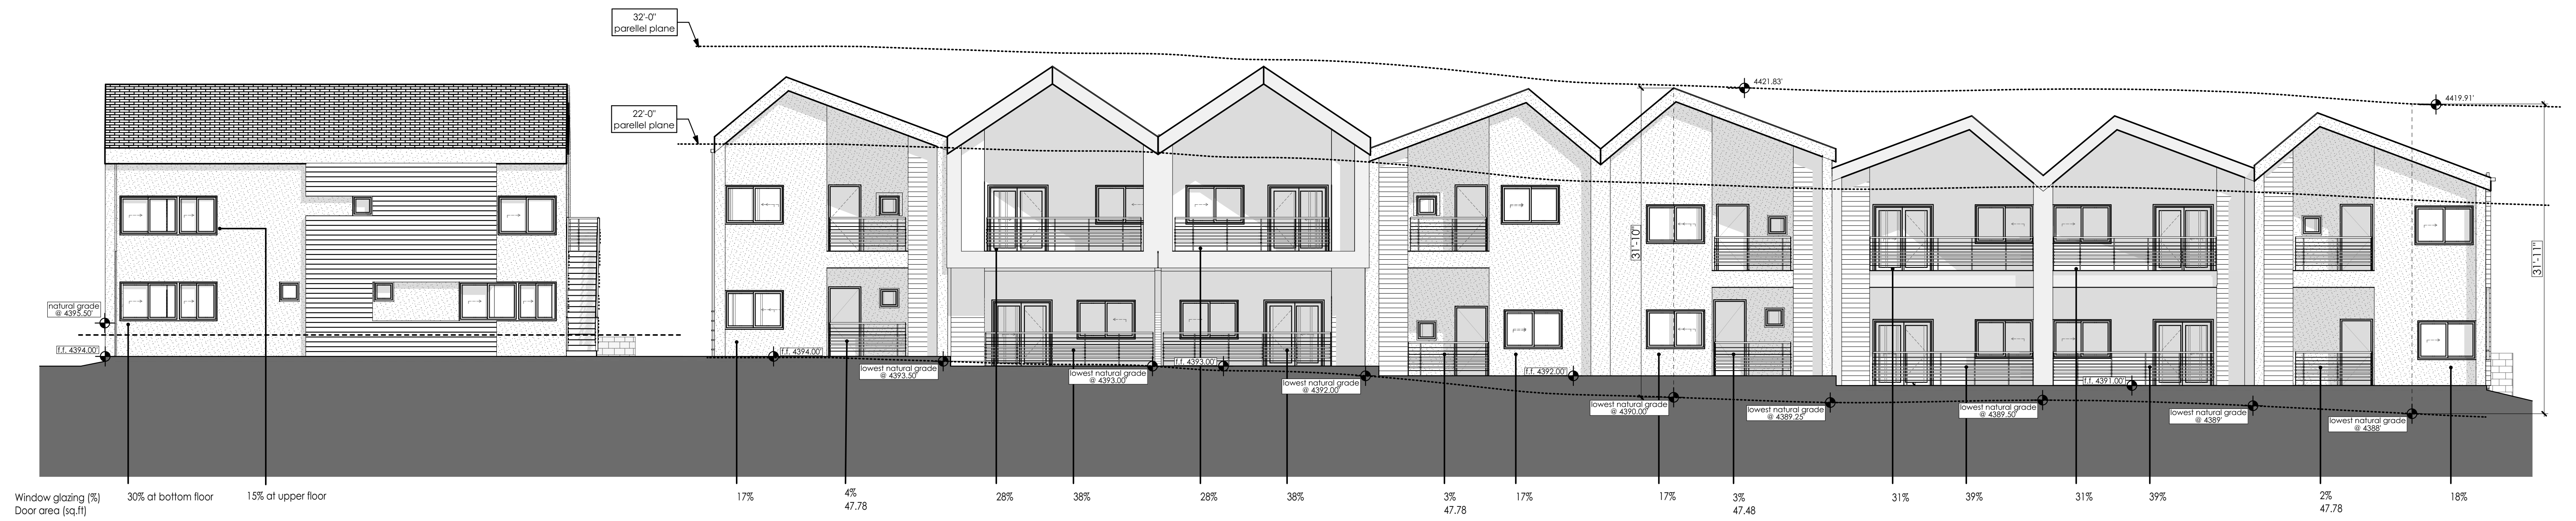 32'-0"
parellel plane
4421.83'
4419.91'
22'-0"
parellel plane
31'-10"
31'-11"
natural grade
@ 4395.50'
f.f. 4394.00'
f.f. 4394.00'
lowest natural grade
@ 4393.50'
lowest natural grade
@ 4393.00'
f.f. 4393.00'
lowest natural grade
@ 4392.00'
f.f. 4392.00'
lowest natural grade
@ 4390.00'
lowest natural grade
@ 4389.25'
lowest natural grade
@ 4389.50'
f.f. 4391.00'
lowest natural grade
@ 4389'
lowest natural grade
@ 4388'
Window glazing (%)
Door area (sq.ft)
30% at bottom floor
15% at upper floor
17%
4%
47.78
28%
38%
28%
38%
3%
47.78
17%
17%
3%
47.48
31%
39%
31%
39%
2%
47.78
18%